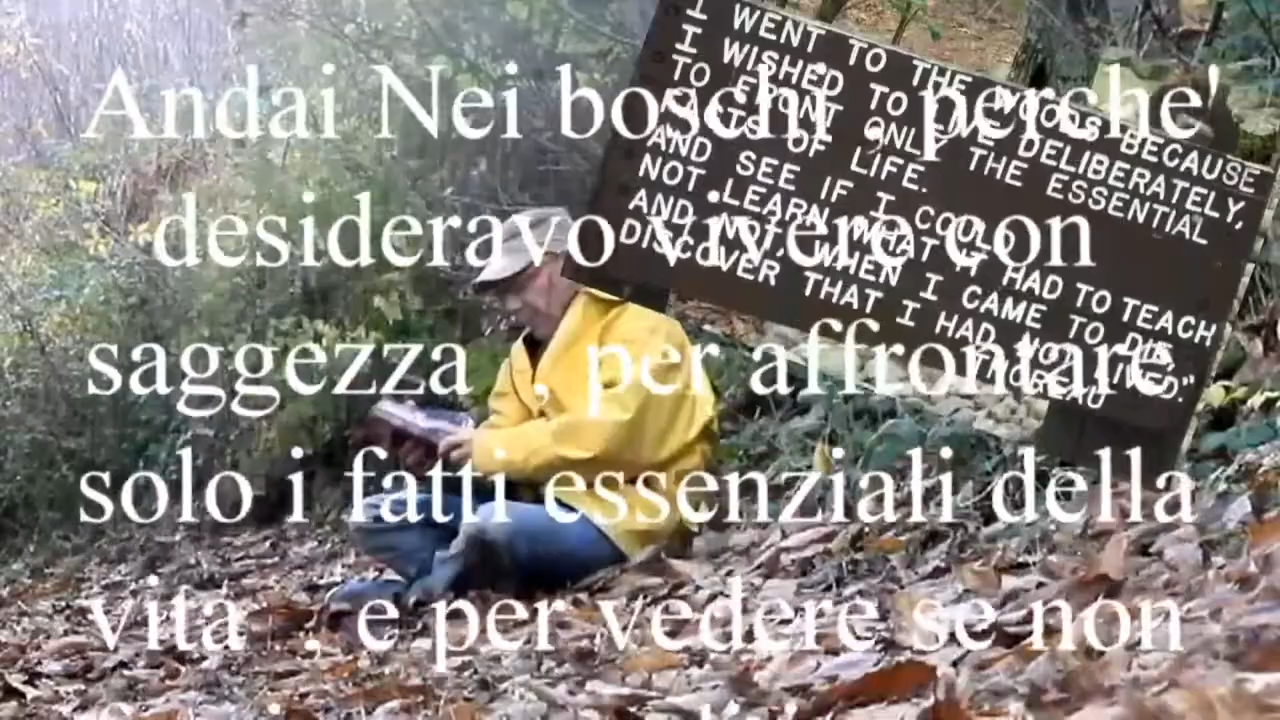 Andai Nei boschi , perche'
desideravo vivere con
saggezza , per affrontare
solo i fatti essenziali della
vita , e per vedere se non
I WENT TO THE WOODS BECAUSE
I WISHED TO LIVE DELIBERATELY,
TO FRONT ONLY THE ESSENTIAL
FACTS OF LIFE.
AND SEE IF I COULD
NOT LEARN WHAT IT HAD TO TEACH
AND NOT, WHEN I CAME TO DIE,
DISCOVER THAT I HAD NOT LIVED."
THOREAU